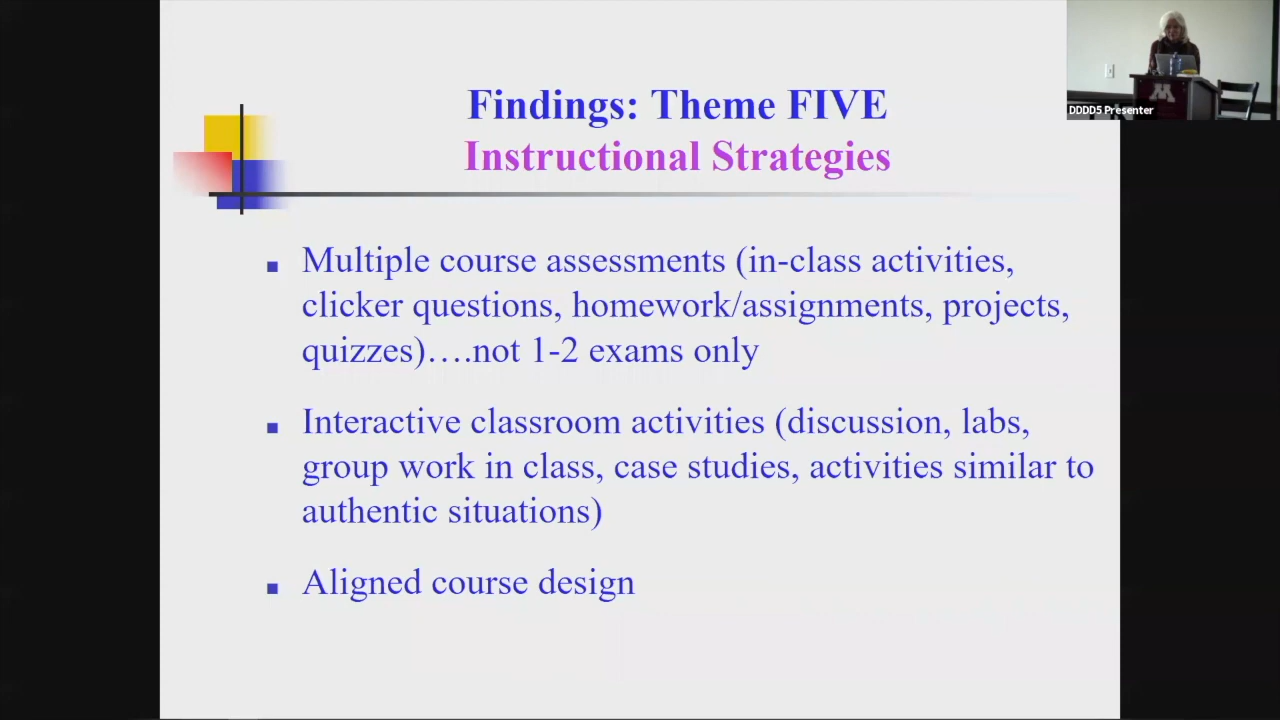 Findings: Theme FIVE
Instructional Strategies
Multiple course assessments (in-class activities,
clicker questions, homework/assignments, projects,
quizzes)….not 1-2 exams only
Interactive classroom activities (discussion, labs,
group work in class, case studies, activities similar to
authentic situations)
Aligned course design
DDDD5 Presenter
M